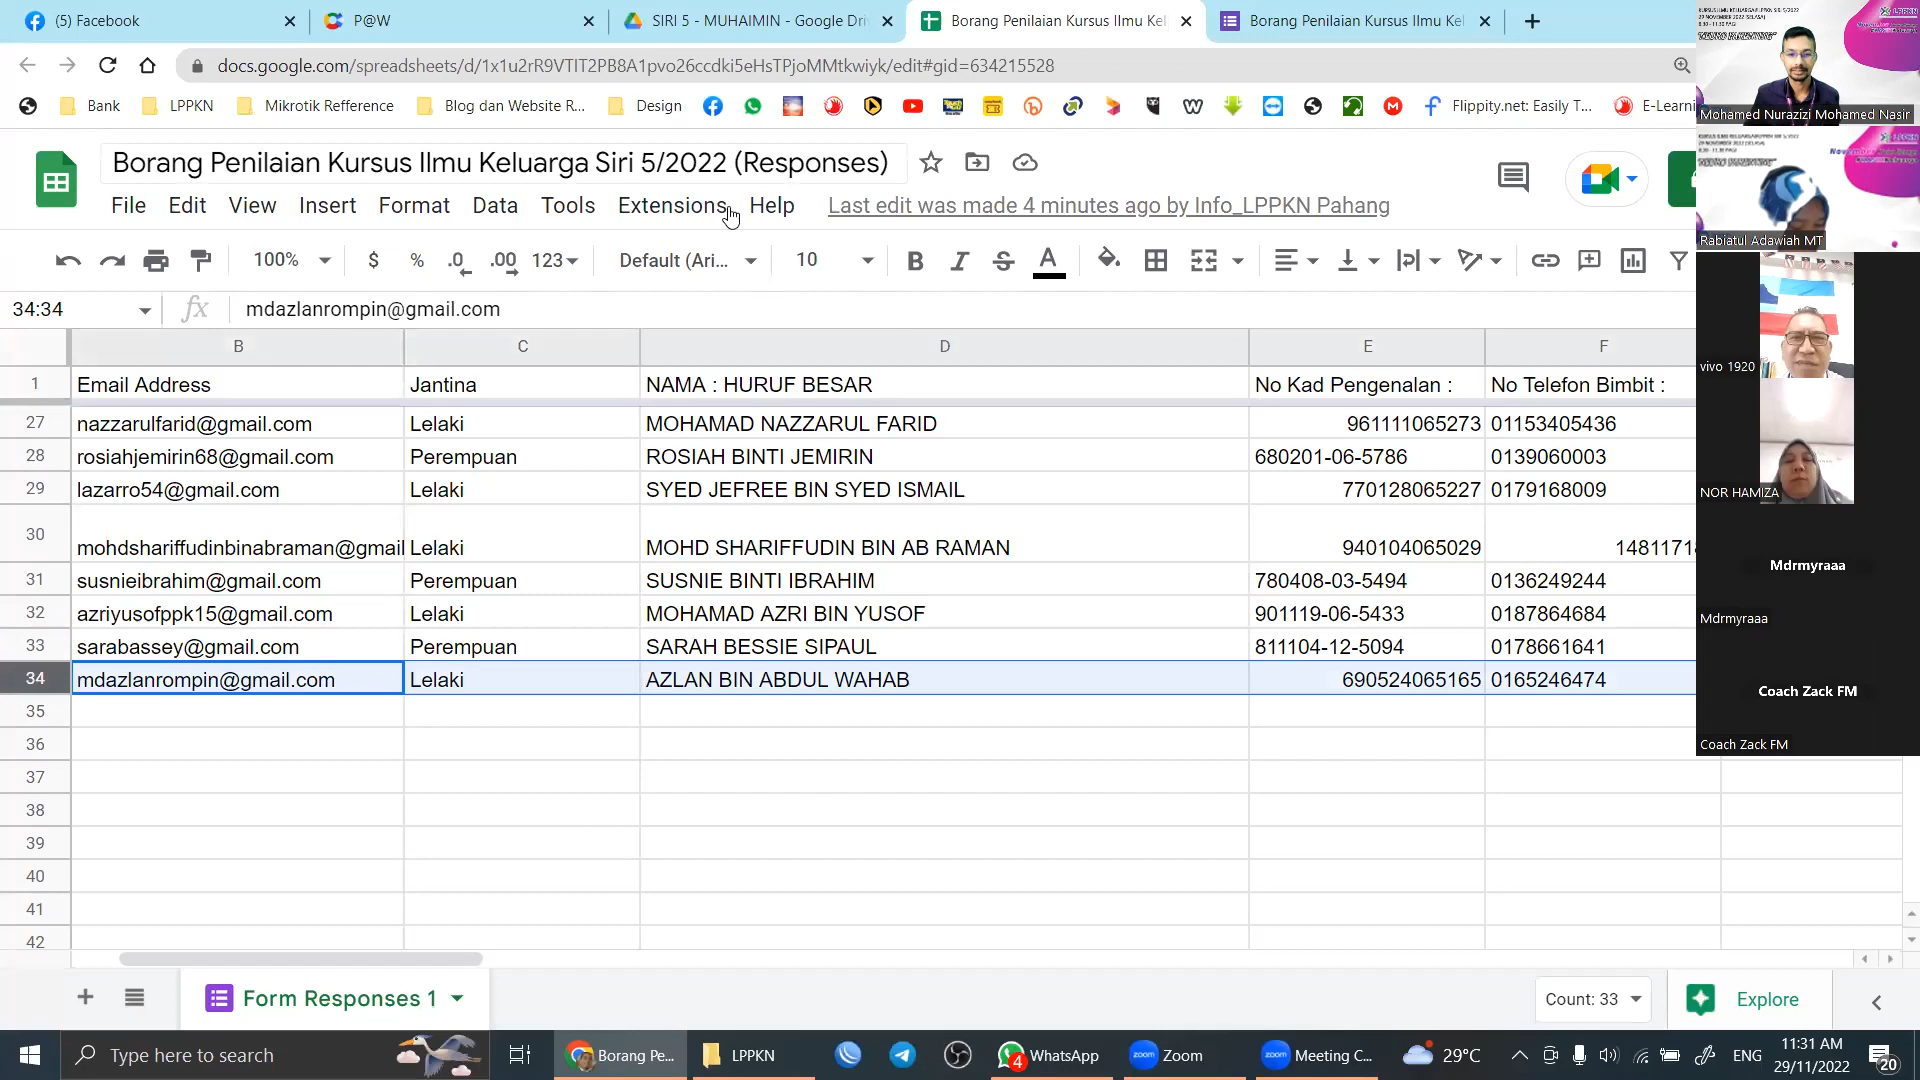 (5) Facebook
P@W
SIRI 5 - MUHAIMIN - Google Dri
Borang Penilaian Kursus Ilmu Kel
Borang Penilaian Kursus Ilmu Kel
docs.google.com/spreadsheets/d/1x1u2rR9VTIT2PB8A1pvo26ccdki5eHsTPjoMMtkwiyk/edit#gid=634215528
Bank
LPPKN
Mikrotik Refference
Blog dan Website R...
Design
Flippity.net: Easily T...
E-Learni
Borang Penilaian Kursus Ilmu Keluarga Siri 5/2022 (Responses)
File Edit View Insert Format Data Tools Extensions Help
Last edit was made 4 minutes ago by Info_LPPKN Pahang
100% $ % .0 .00 123 Default (Ari... 10 B I S A
34:34 fx mdazlanrompin@gmail.com
B C D E F
1 Email Address Jantina NAMA : HURUF BESAR No Kad Pengenalan : No Telefon Bimbit :
27 nazzarulfarid@gmail.com Lelaki MOHAMAD NAZZARUL FARID 961111065273 01153405436
28 rosiahjemirin68@gmail.com Perempuan ROSIAH BINTI JEMIRIN 680201-06-5786 0139060003
29 lazarro54@gmail.com Lelaki SYED JEFREE BIN SYED ISMAIL 770128065227 0179168009
30 mohdshariffudinbinabraman@gmail Lelaki MOHD SHARIFFUDIN BIN AB RAMAN 940104065029 1481171
31 susnieibrahim@gmail.com Perempuan SUSNIE BINTI IBRAHIM 780408-03-5494 0136249244
32 azriyusofppk15@gmail.com Lelaki MOHAMAD AZRI BIN YUSOF 901119-06-5433 0187864684
33 sarabassey@gmail.com Perempuan SARAH BESSIE SIPAUL 811104-12-5094 0178661641
34 mdazlanrompin@gmail.com Lelaki AZLAN BIN ABDUL WAHAB 690524065165 0165246474
35
36
37
38
39
40
41
42
Form Responses 1
Count: 33
Explore
Mohamed Nurazizi Mohamed Nasir
Rabiatul Adawiah MT
vivo 1920
NOR HAMIZA
Mdrmyraaa
Mdrmyraaa
Coach Zack FM
Coach Zack FM
Type here to search
Borang Pe...
LPPKN
4
WhatsApp
zoom
Zoom
zoom
Meeting C...
29°C
ENG
11:31 AM
29/11/2022
20